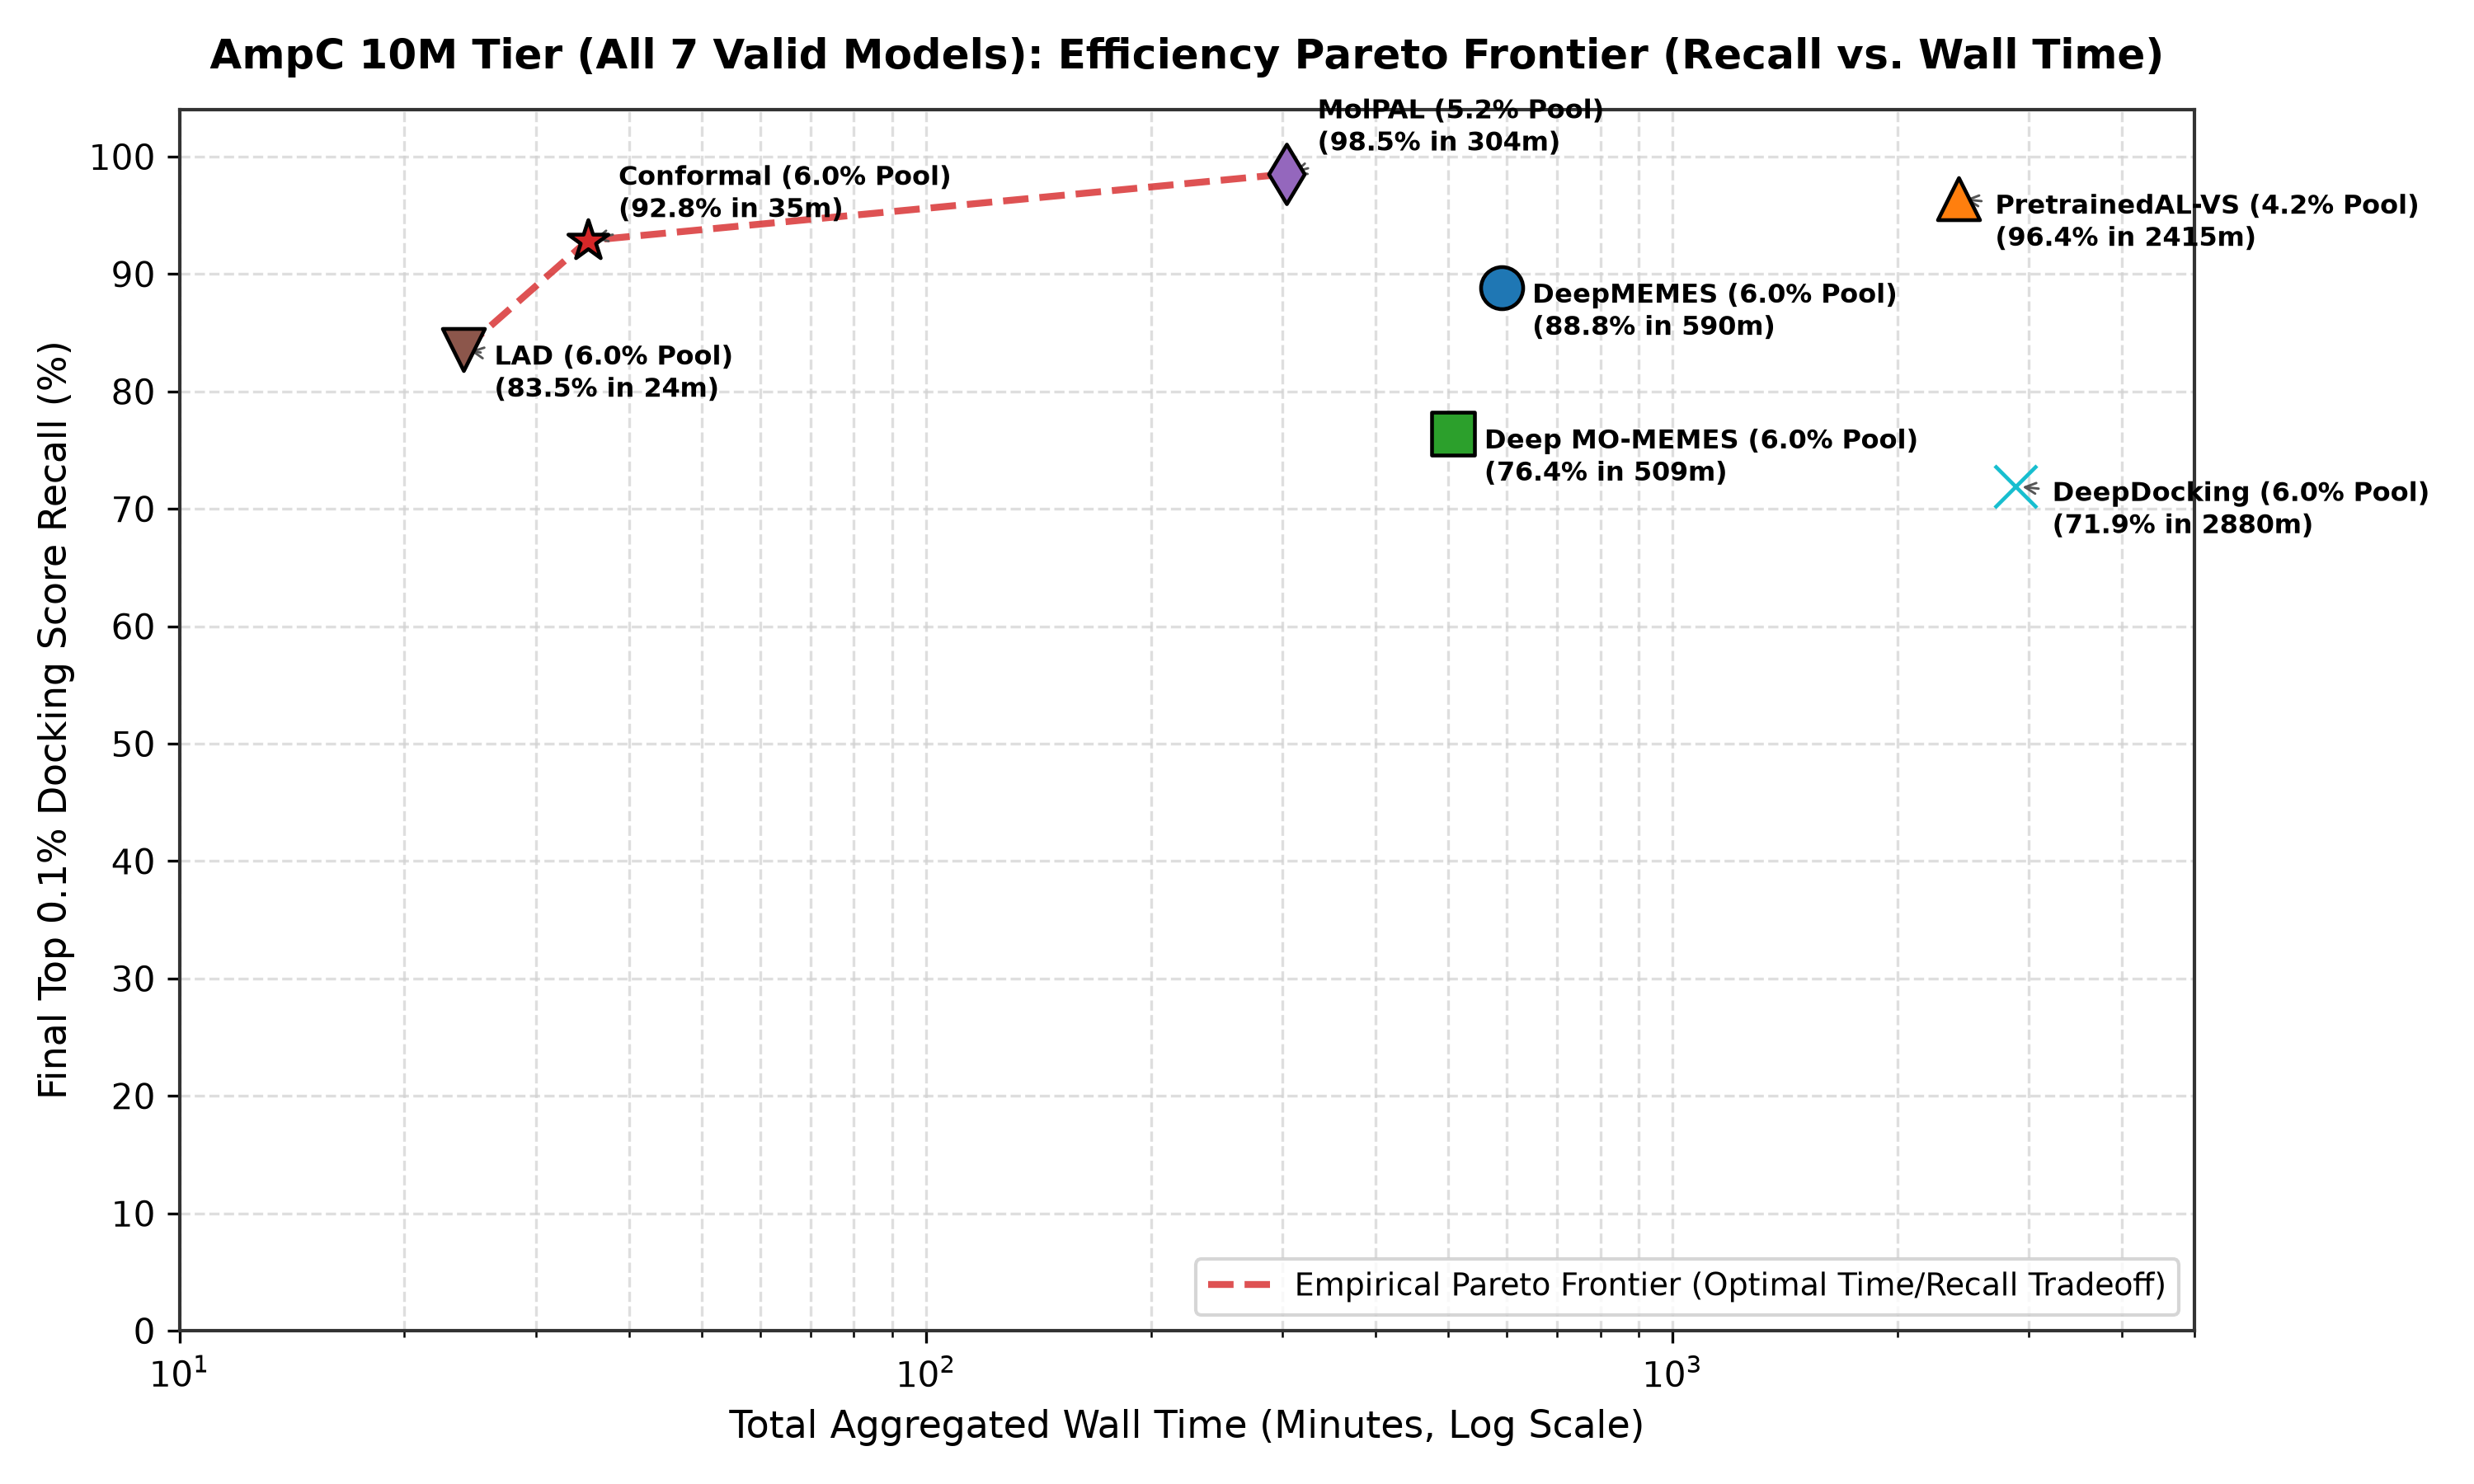 AmpC 10M Tier (All 7 Valid Models): Efficiency Pareto Frontier (Recall vs. Wall Time)
MolPAL (5.2% Pool)
(98.5% in 304m)
Conformal (6.0% Pool)
(92.8% in 35m)
PretrainedAL-VS (4.2% Pool)
(96.4% in 2415m)
DeepMEMES (6.0% Pool)
(88.8% in 590m)
LAD (6.0% Pool)
(83.5% in 24m)
Deep MO-MEMES (6.0% Pool)
(76.4% in 509m)
DeepDocking (6.0% Pool)
(71.9% in 2880m)
Final Top 0.1% Docking Score Recall (%)
100
90
80
70
60
50
40
30
20
10
0
Empirical Pareto Frontier (Optimal Time/Recall Tradeoff)
10¹
10²
10³
Total Aggregated Wall Time (Minutes, Log Scale)